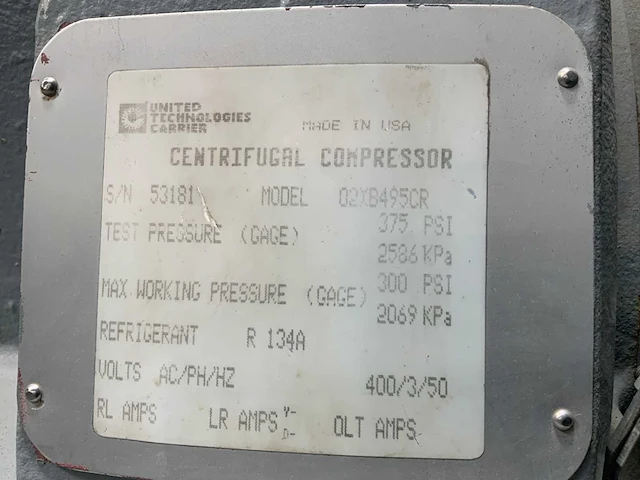 UNITED
TECHNOLOGIES
CARRIER
MADE IN USA
CENTRIFUGAL COMPRESSOR
S/N 53181 MODEL 02XB495CR
TEST PRESSURE (GAGE) 375 PSI
2586 KPa
MAX WORKING PRESSURE (GAGE) 300 PSI
2069 KPa
REFRIGERANT R 134A
VOLTS AC/PH/HZ 400/3/50
RL AMPS LR AMPS Y- OLT AMPS
D-